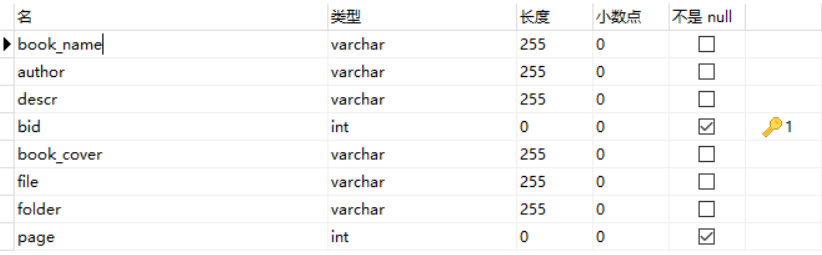 名 类型 长度 小数点 不是 null
book_name varchar 255 0
author varchar 255 0
descr varchar 255 0
bid int 0 0 1
book_cover varchar 255 0
file varchar 255 0
folder varchar 255 0
page int 0 0